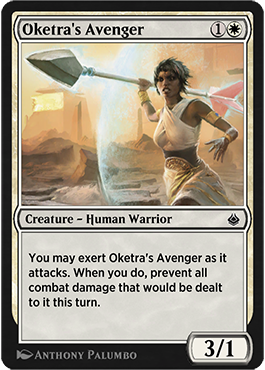 Oketra's Avenger 1
Creature – Human Warrior
You may exert Oketra's Avenger as it
attacks. When you do, prevent all
combat damage that would be dealt
to it this turn.
3/1
Anthony Palumbo